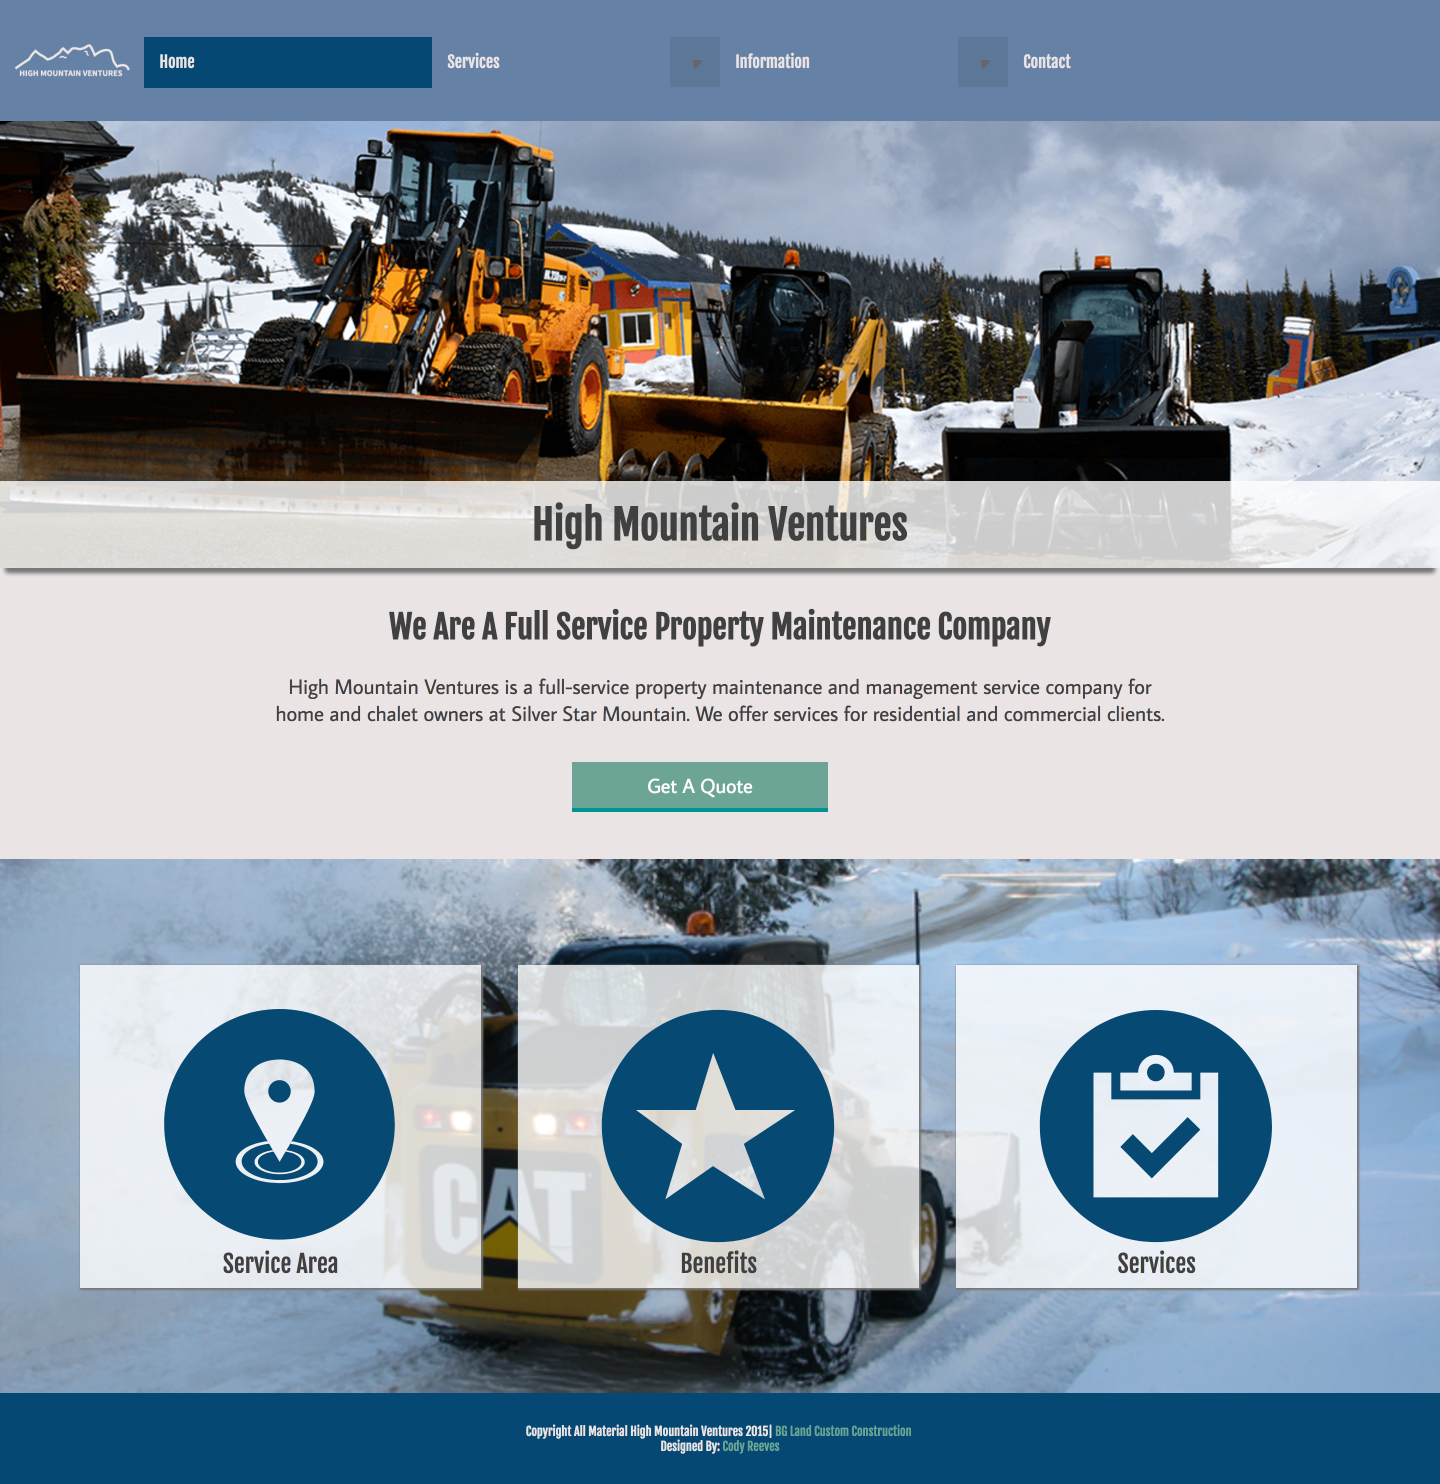 HIGH MOUNTAIN VENTURES
Home
Services
Information
Contact
HYUNDAI
High Mountain Ventures
We Are A Full Service Property Maintenance Company
High Mountain Ventures is a full-service property maintenance and management service company for
home and chalet owners at Silver Star Mountain. We offer services for residential and commercial clients.
Get A Quote
CAT
Service Area
Benefits
Services
Copyright All Material High Mountain Ventures 2015| BG Land Custom Construction
Designed By: Cody Reeves